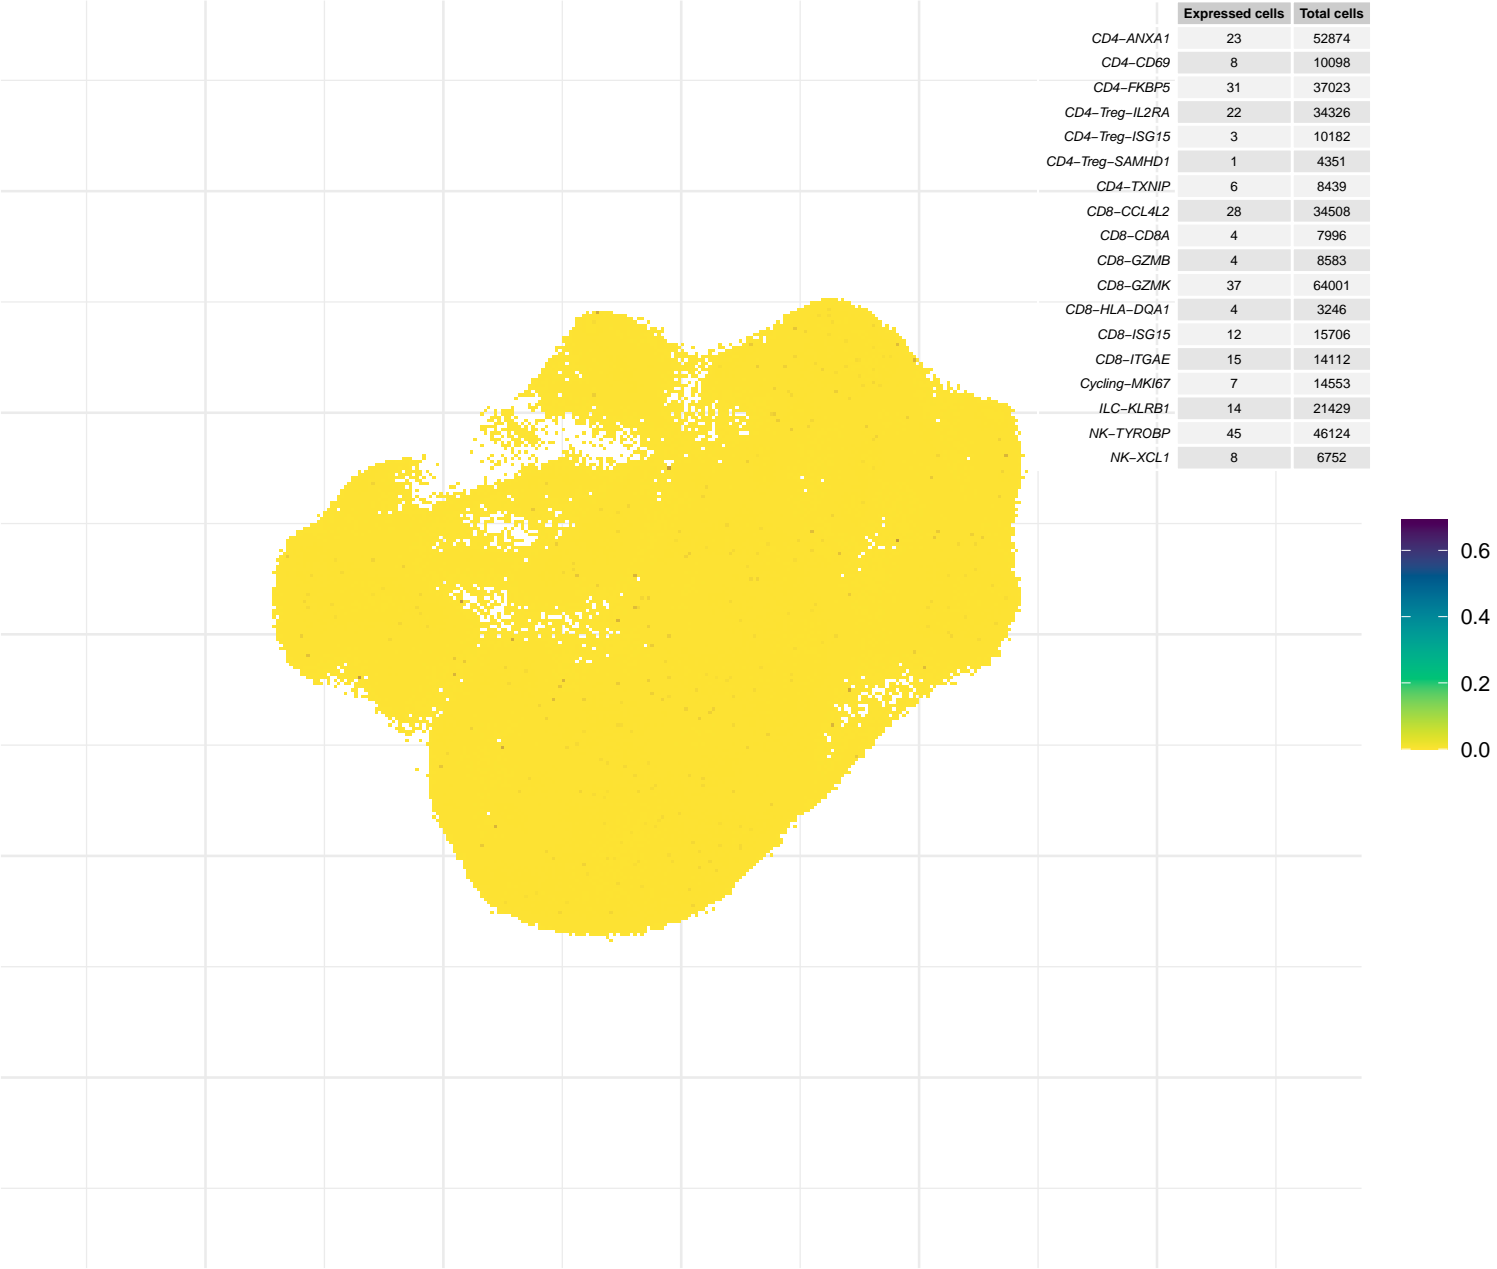 Expressed cells Total cells
CD4−ANXA1 23 52874
CD4−CD69 8 10098
CD4−FKBP5 31 37023
CD4−Treg−IL2RA 22 34326
CD4−Treg−ISG15 3 10182
CD4−Treg−SAMHD1 1 4351
CD4−TXNIP 6 8439
CD8−CCL4L2 28 34508
CD8−CD8A 4 7996
CD8−GZMB 4 8583
CD8−GZMK 37 64001
CD8−HLA−DQA1 4 3246
CD8−ISG15 12 15706
CD8−ITGAE 15 14112
Cycling−MKI67 7 14553
ILC−KLRB1 14 21429
NK−TYROBP 45 46124
NK−XCL1 8 6752
0.6
0.4
0.2
0.0